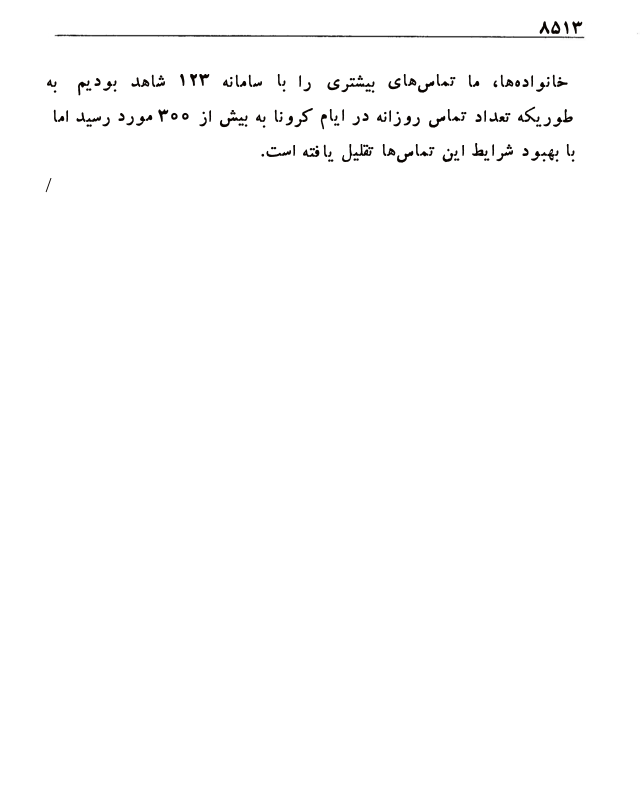 ۸۵۱۳
خانواده‌ها، ما تماس‌های بیشتری را با سامانه ۱۲۳ شاهد بودیم به
طوریکه تعداد تماس روزانه در ایام کرونا به بیش از ۳۰۰ مورد رسید اما
با بهبود شرایط این تماس‌ها تقلیل یافته است.
/